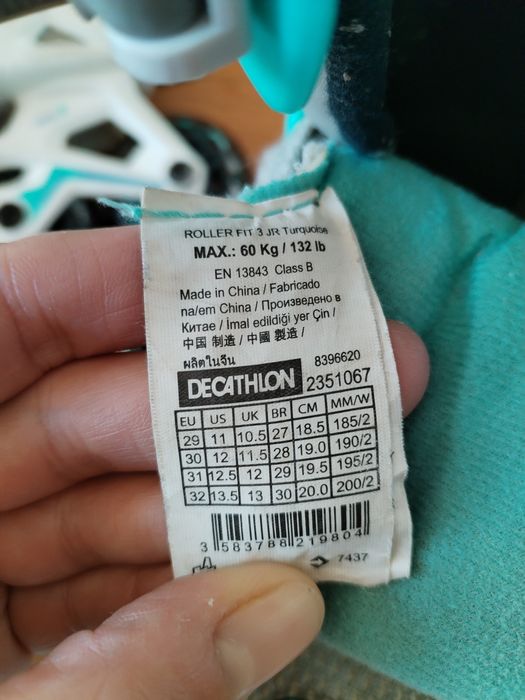 ROLLER FIT 3 JR Turquoise
MAX.: 60 Kg / 132 lb
EN 13843 Class B
Made in China / Fabricado
na/em China / Произведено в
Китае / İmal edildiği yer Çin /
中国 制造 / 中國 製造 /
ผลิตในจีน
8396620
DECATHLON 2351067
EU US UK BR CM MM/W
29 11 10.5 27 18.5 185/2
30 12 11.5 28 19.0 190/2
31 12.5 12 29 19.5 195/2
32 13.5 13 30 20.0 200/2
3 583788 219804
7437